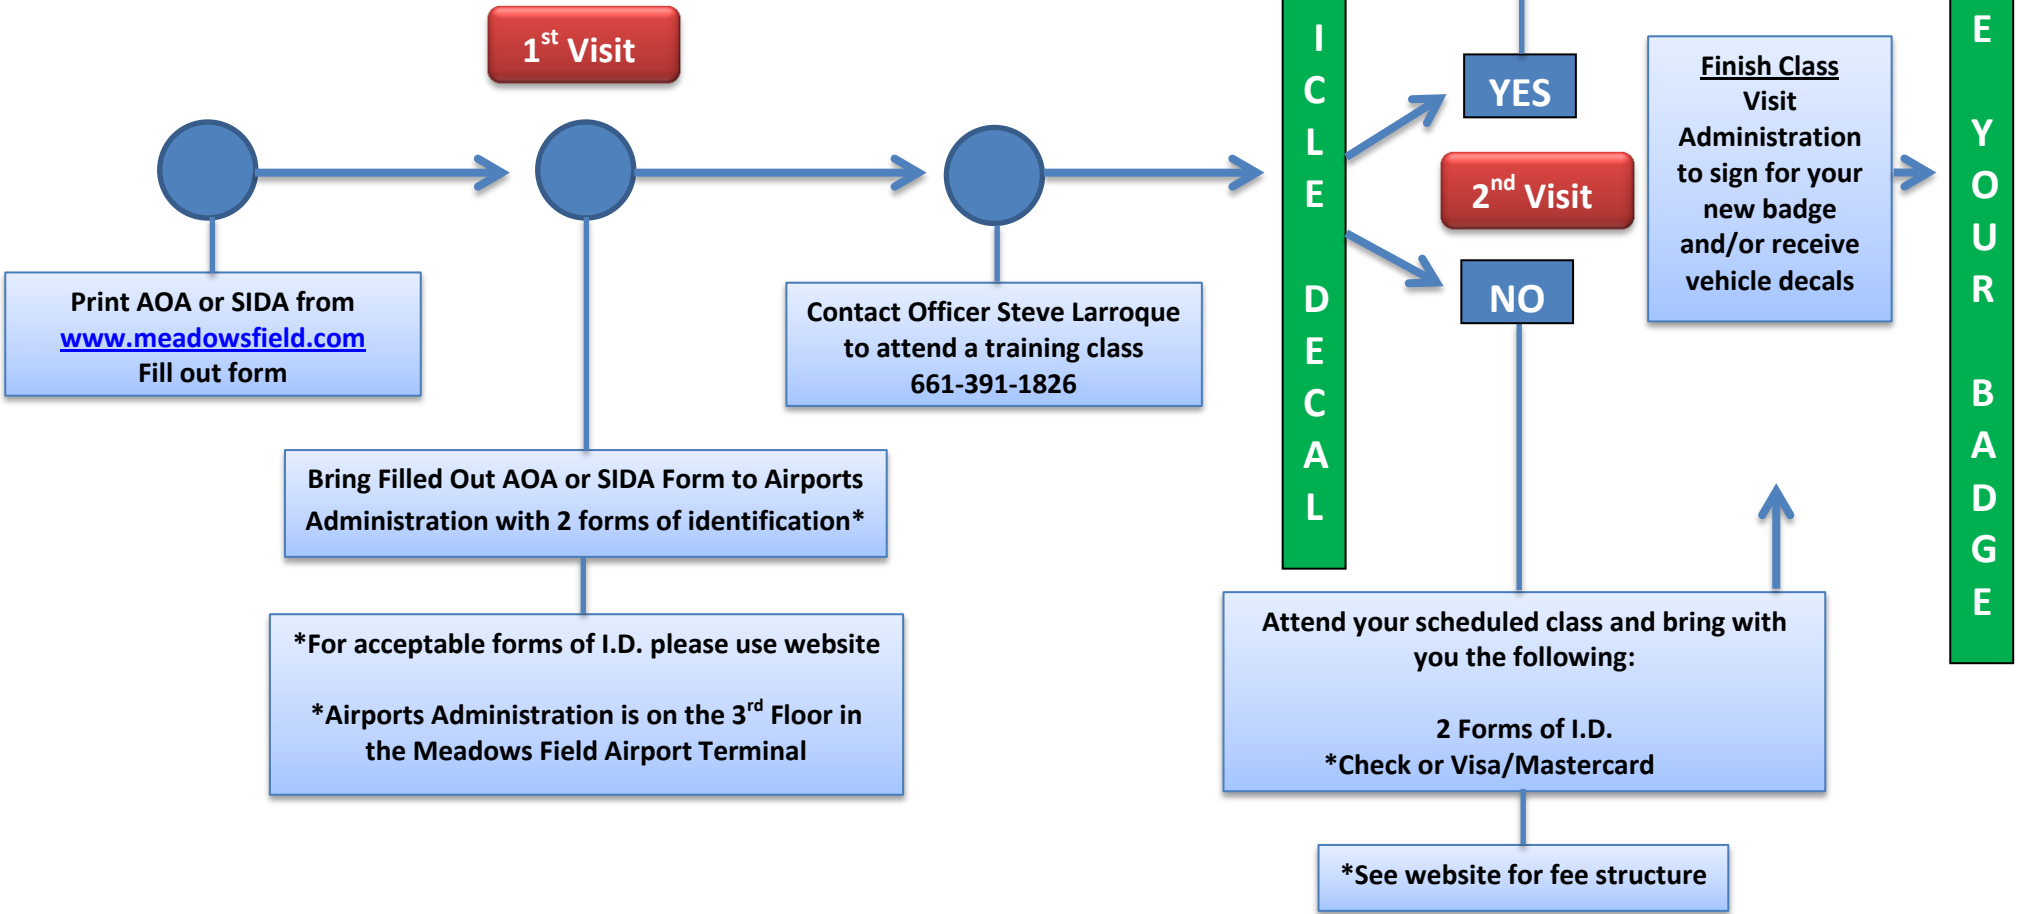 1st Visit
Print AOA or SIDA from
www.meadowsfield.com
Fill out form
Bring Filled Out AOA or SIDA Form to Airports
Administration with 2 forms of identification*
*For acceptable forms of I.D. please use website
*Airports Administration is on the 3rd Floor in
the Meadows Field Airport Terminal
Contact Officer Steve Larroque
to attend a training class
661-391-1826
I
C
L
E
D
E
C
A
L
YES
2nd Visit
NO
Attend your scheduled class and bring with
you the following:
2 Forms of I.D.
*Check or Visa/Mastercard
*See website for fee structure
Finish Class
Visit
Administration
to sign for your
new badge
and/or receive
vehicle decals
E
Y
O
U
R
B
A
D
G
E